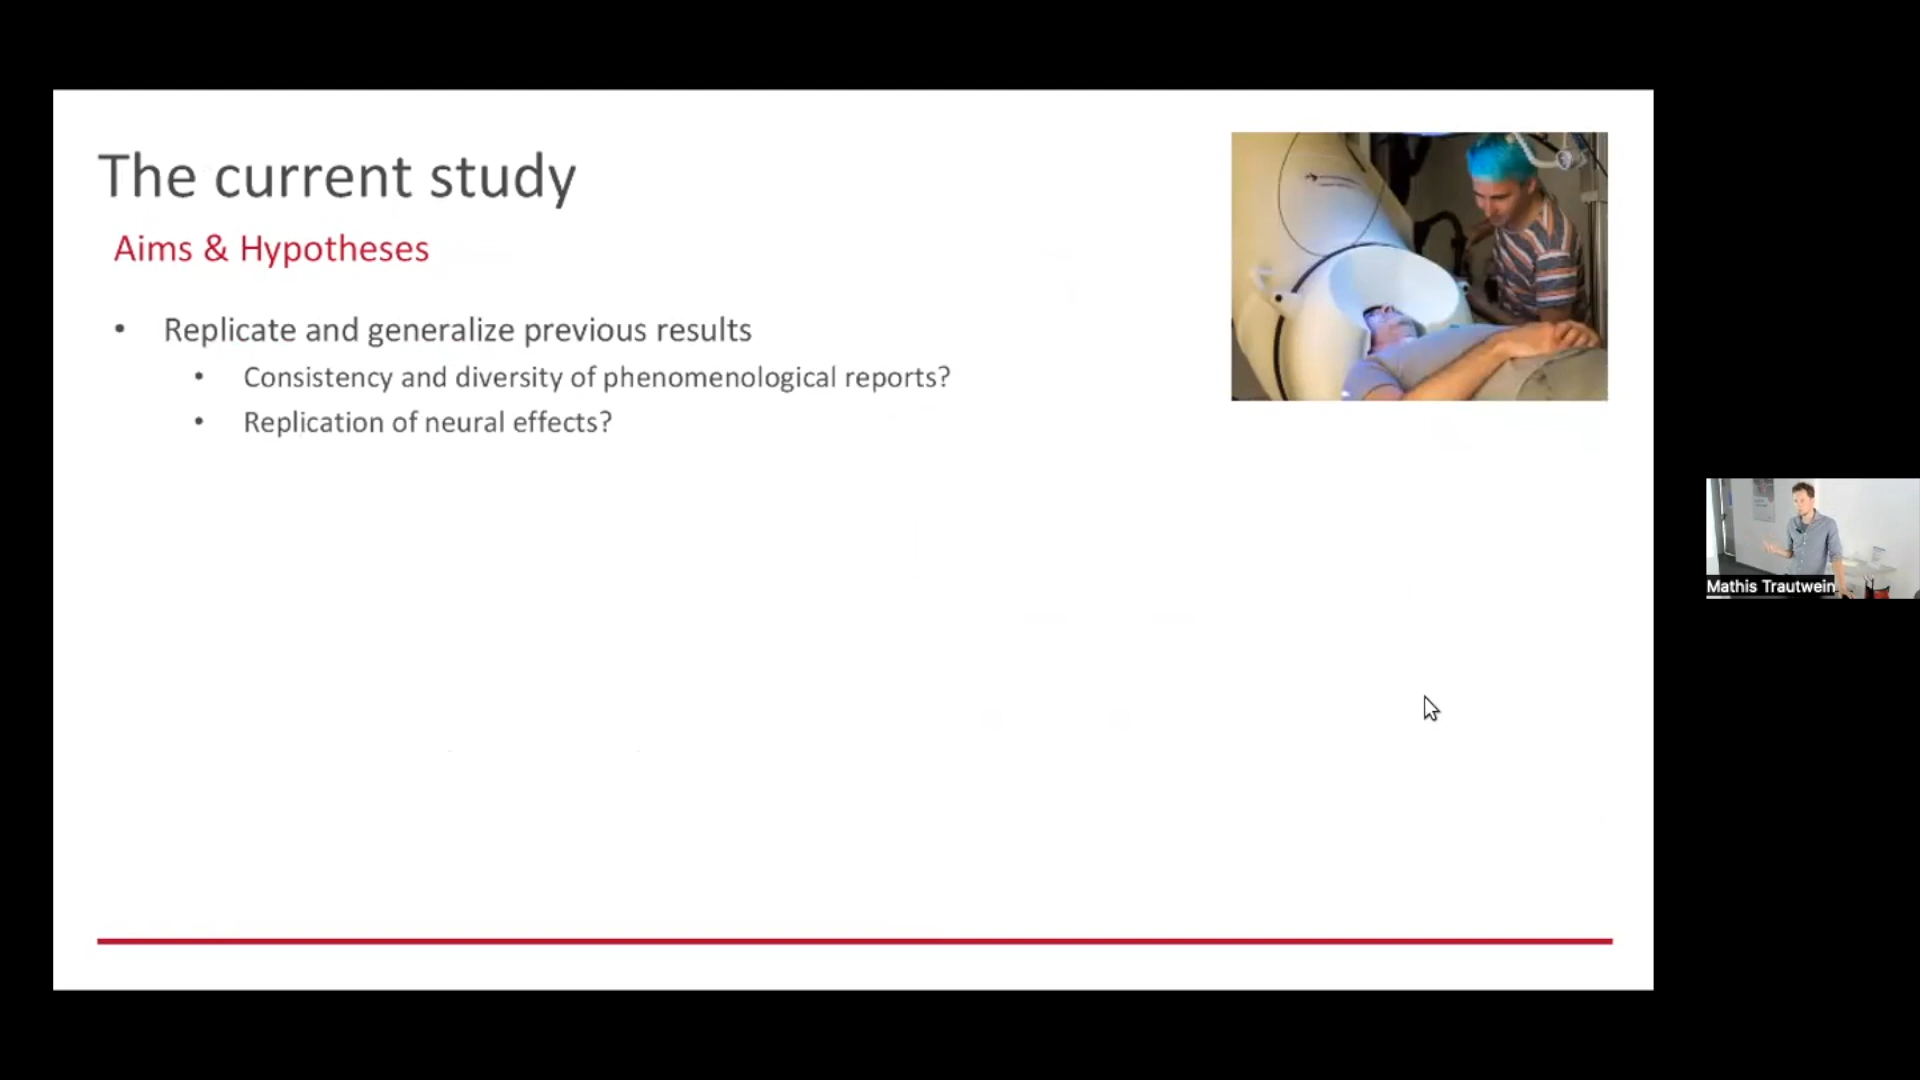 The current study
Aims & Hypotheses
• Replicate and generalize previous results
• Consistency and diversity of phenomenological reports?
• Replication of neural effects?
Mathis Trautwein